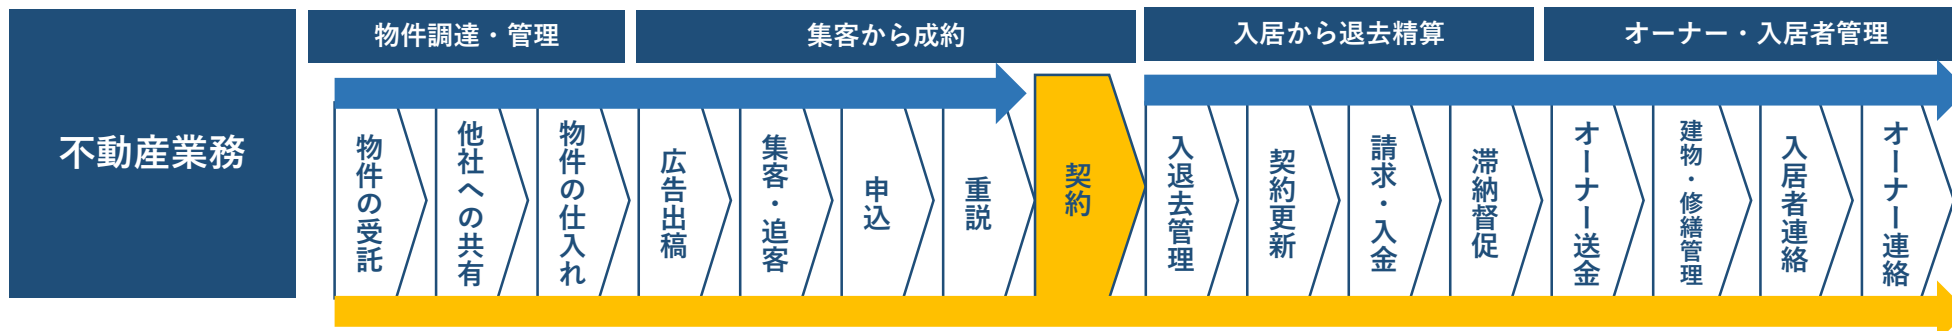 不動産業務
物件調達・管理
集客から成約
入居から退去精算
オーナー・入居者管理
物件の受託
他社への共有
物件の仕入れ
広告出稿
集客・追客
申込
重説
契約
入退去管理
契約更新
請求・入金
滞納督促
オーナー送金
建物・修繕管理
入居者連絡
オーナー連絡